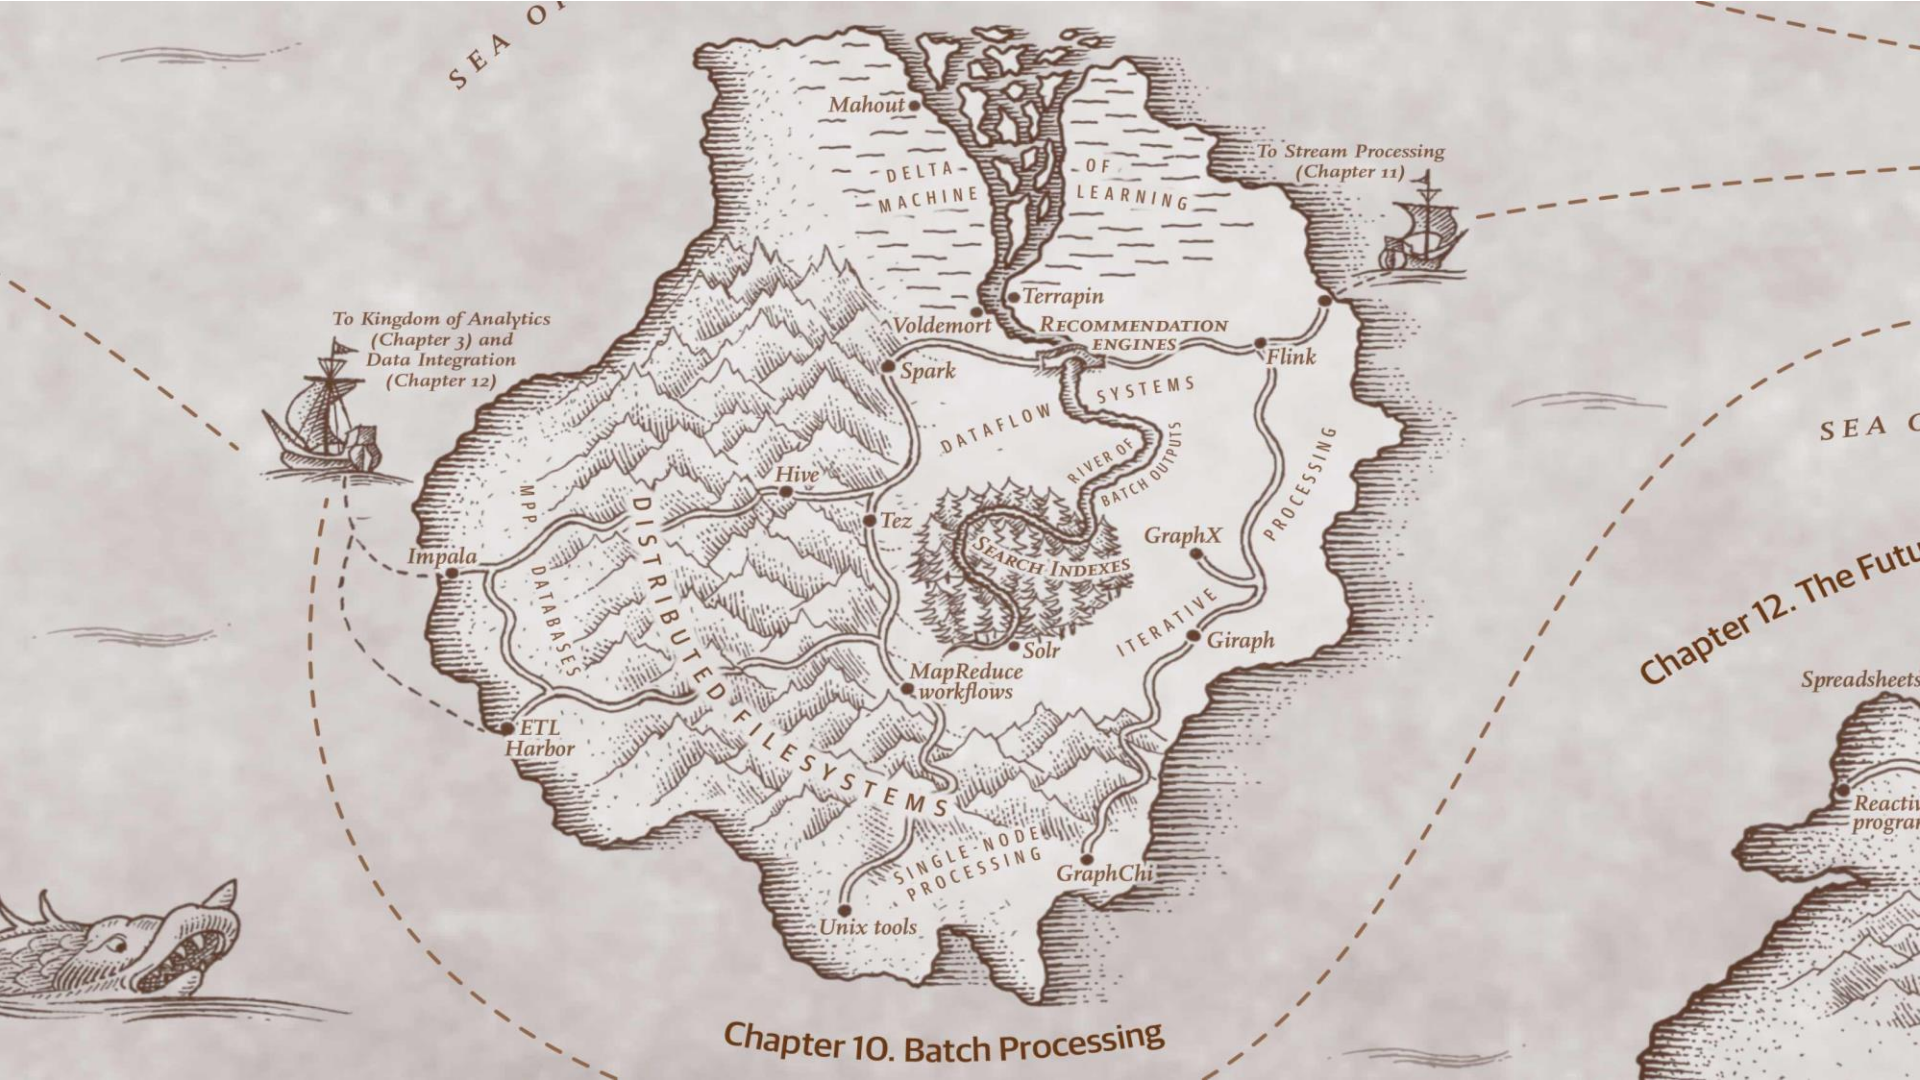 SEA O
Mahout
DELTA OF
MACHINE LEARNING
To Stream Processing
(Chapter 11)
Terrapin
Voldemort
RECOMMENDATION
ENGINES
To Kingdom of Analytics
(Chapter 3) and
Data Integration
(Chapter 12)
Spark
Flink
DATAFLOW SYSTEMS
RIVER OF
BATCH OUTPUTS
SEA
Hive
MPP
DATABASES
DISTRIBUTED FILESYSTEMS
Tez
GraphX
ITERATIVE PROCESSING
Impala
SEARCH INDEXES
Giraph
Solr
MapReduce
workflows
ETL
Harbor
Chapter 12. The Futu
Spreadsheets
Reactiv
program
SINGLE-NODE
PROCESSING
GraphChi
Unix tools
Chapter 10. Batch Processing